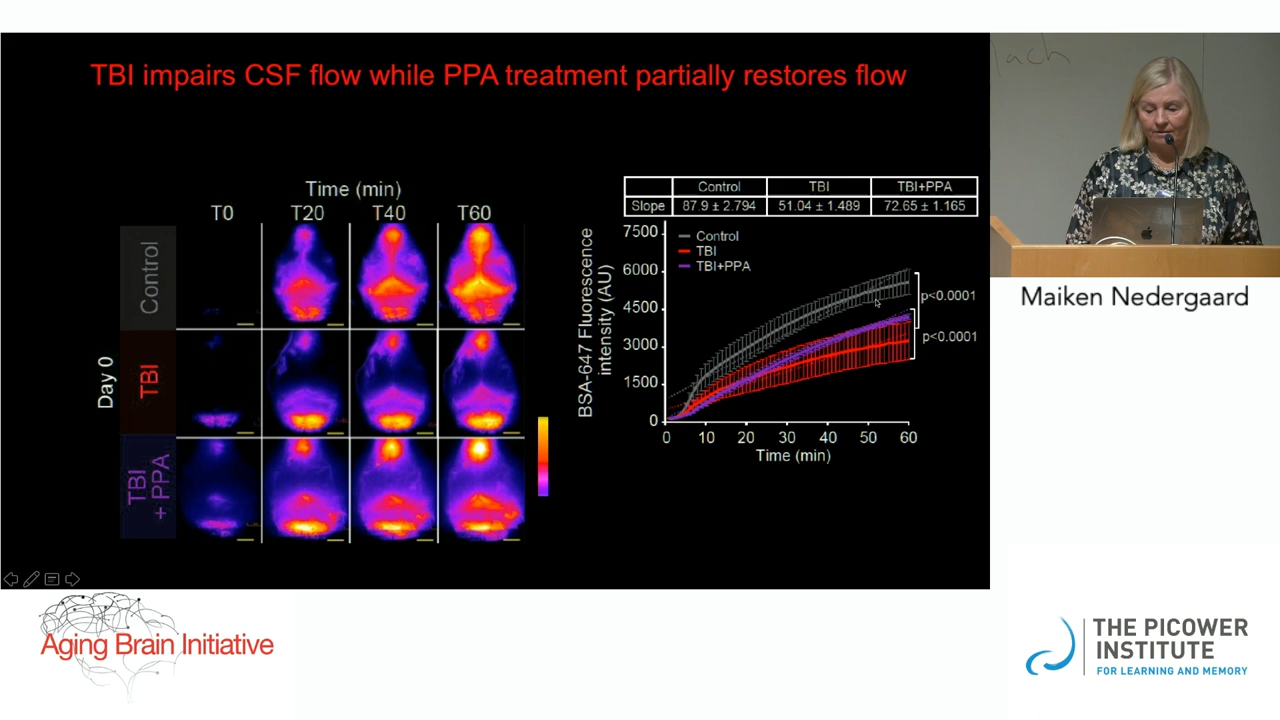 TBI impairs CSF flow while PPA treatment partially restores flow
Time (min)
T0 T20 T40 T60
Day 0
Control
TBI
TBI
+ PPA
Control TBI TBI+PPA
Slope 87.9 ± 2.794 51.04 ± 1.489 72.65 ± 1.165
BSA-647 Fluorescence
intensity (AU)
7500
6000
4500
3000
1500
0
Control
TBI
TBI+PPA
p<0.0001
p<0.0001
0 10 20 30 40 50 60
Time (min)
Maiken Nedergaard
Aging Brain Initiative
THE PICOWER
INSTITUTE
FOR LEARNING AND MEMORY